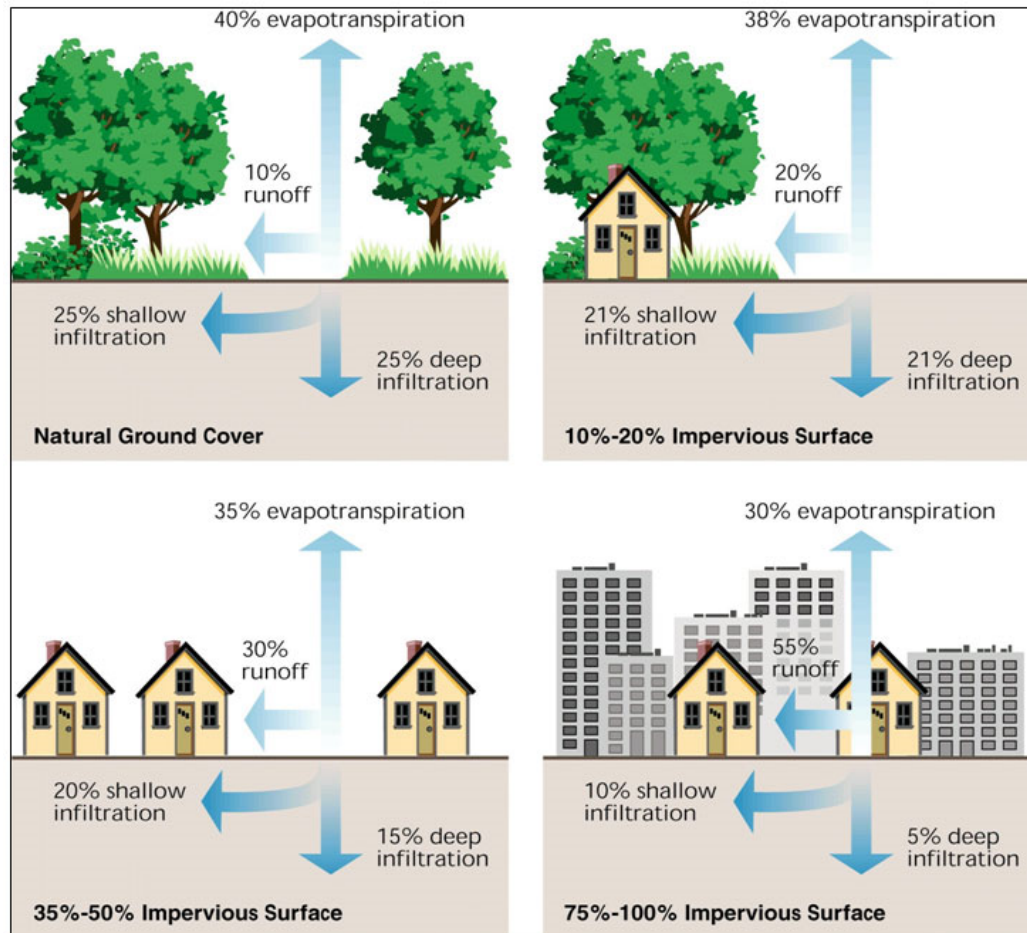 40% evapotranspiration
10%
runoff
25% shallow
infiltration
25% deep
infiltration
Natural Ground Cover
38% evapotranspiration
20%
runoff
21% shallow
infiltration
21% deep
infiltration
10%-20% Impervious Surface
35% evapotranspiration
30%
runoff
20% shallow
infiltration
15% deep
infiltration
35%-50% Impervious Surface
30% evapotranspiration
55%
runoff
10% shallow
infiltration
5% deep
infiltration
75%-100% Impervious Surface